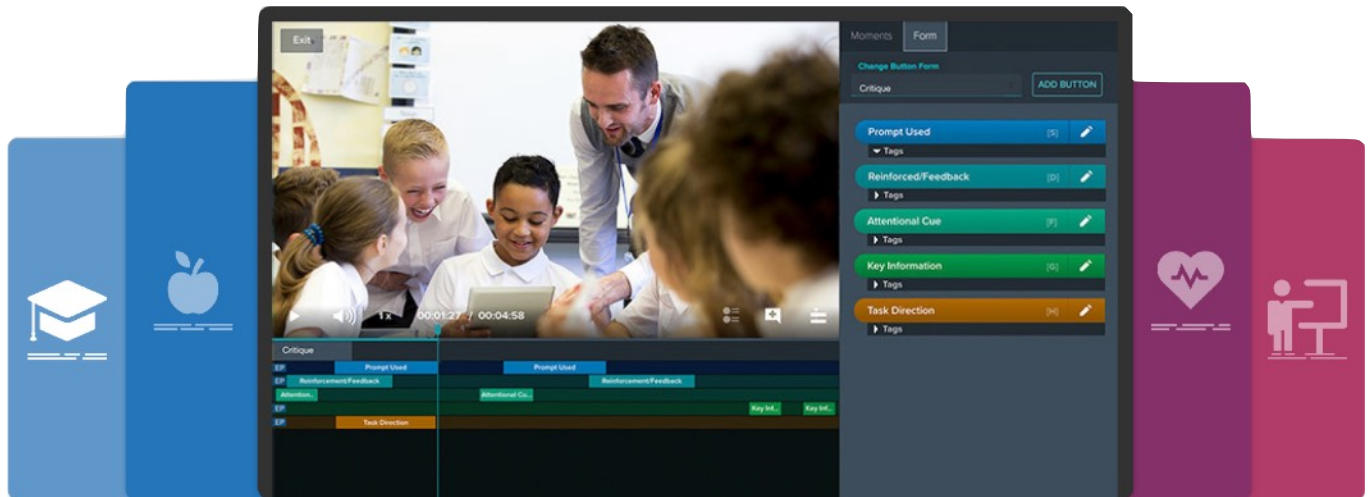 Exit
Moments Form
Change Button Form
Critique ADD BUTTON
Prompt Used [S]
Tags
Reinforced/Feedback [D]
Tags
Attentional Cue [F]
Tags
Key Information [G]
Tags
Task Direction [H]
Tags
1x 00:01:27 / 00:04:58
Critique
EP Prompt Used Prompt Used
EP Reinforcement/Feedback Reinforcement/Feedback
Attention.. Attentional Cu...
EP Key Inf... Key Inf...
EP Task Direction